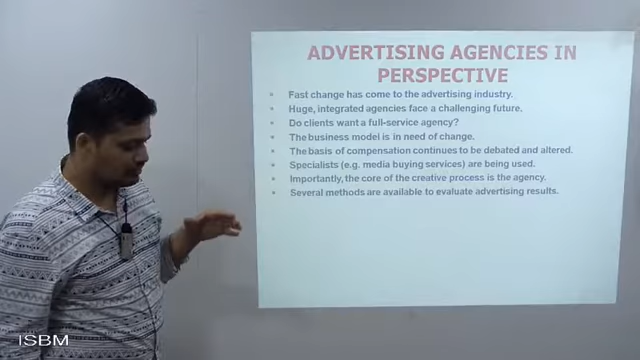 ADVERTISING AGENCIES IN
PERSPECTIVE
Fast change has come to the advertising industry.
Huge, integrated agencies face a challenging future.
Do clients want a full-service agency?
The business model is in need of change.
The basis of compensation continues to be debated and altered.
Specialists (e.g. media buying services) are being used.
Importantly, the core of the creative process is the agency.
Several methods are available to evaluate advertising results.
ISBM